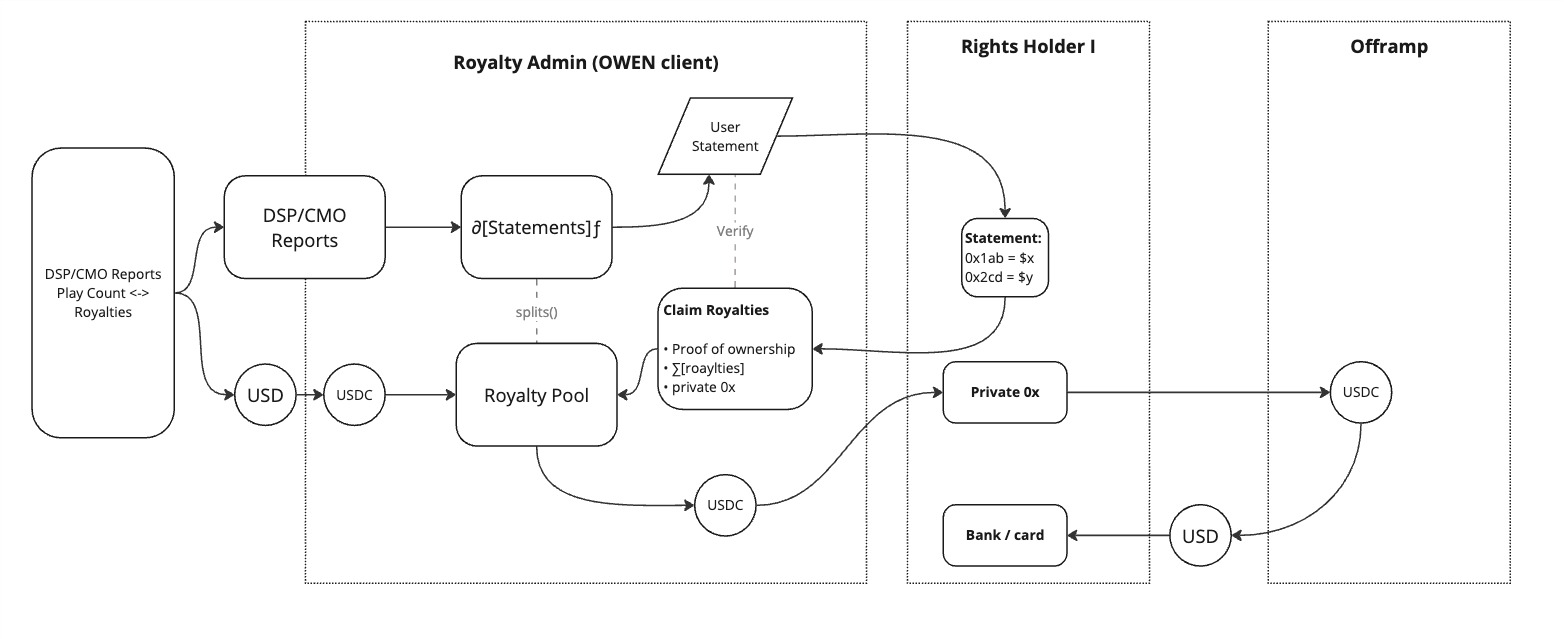 Royalty Admin (OWEN client)
Rights Holder I
Offramp
User
Statement
DSP/CMO
Reports
∂[Statements]ƒ
Verify
Statement:
0x1ab = $x
0x2cd = $y
DSP/CMO Reports
Play Count <->
Royalties
splits()
Claim Royalties
• Proof of ownership
• ∑[roaylties]
• private 0x
USD
USDC
Royalty Pool
Private 0x
USDC
USDC
Bank / card
USD